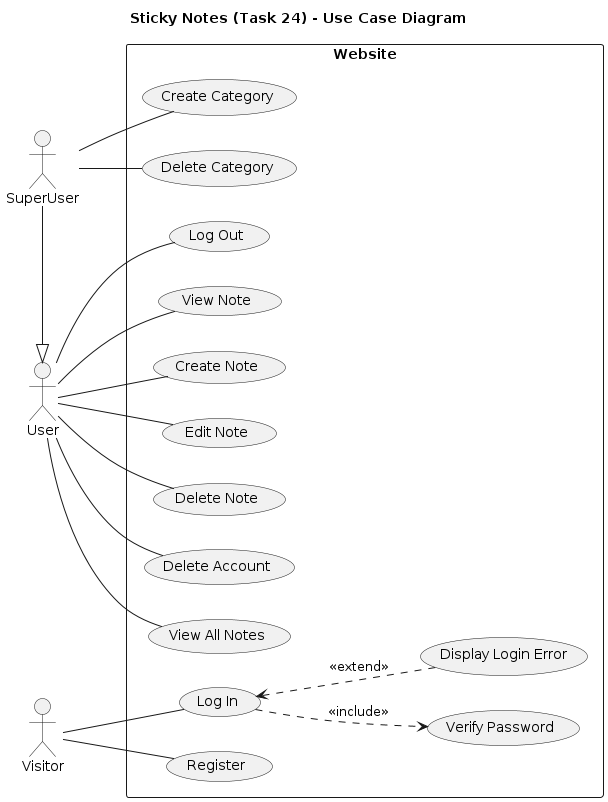 Sticky Notes (Task 24) - Use Case Diagram
Website
Create Category
Delete Category
SuperUser
Log Out
View Note
Create Note
User
Edit Note
Delete Note
Delete Account
View All Notes
Display Login Error
«extend»
Log In
«include»
Verify Password
Visitor
Register